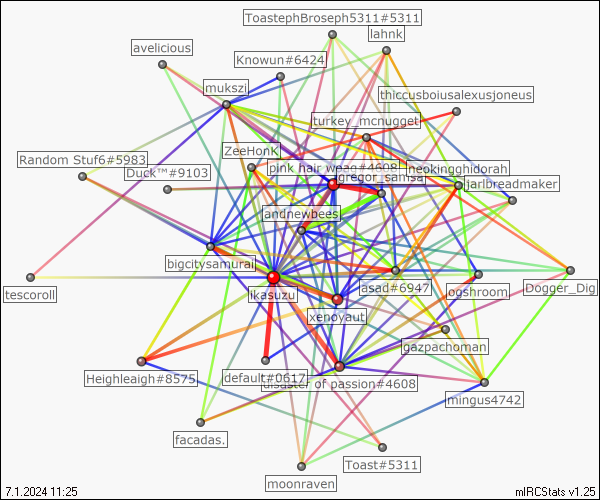 ToastephBroseph5311#5311
lahnk
avelicious
Knowun#6424
mukszi
thiccusboiusalexusjoneus
turkey_mcnugget
ZeeHonK
Random Stuf6#5983
pink hair weeb#4608
neokingghidorah
Duck™#9103
gregor_samsa
jarlbreadmaker
andnewbees
bigcitysamurai
tescoroll
ikasuzu
asad#6947
logshroom
Dogger_Dig
xenoyaut
gazpachoman
Heighleaigh#8575
default#0617
disaster of passion#4608
mingus4742
facadas.
Toast#5311
moonraven
7.1.2024 11:25
mIRCStats v1.25